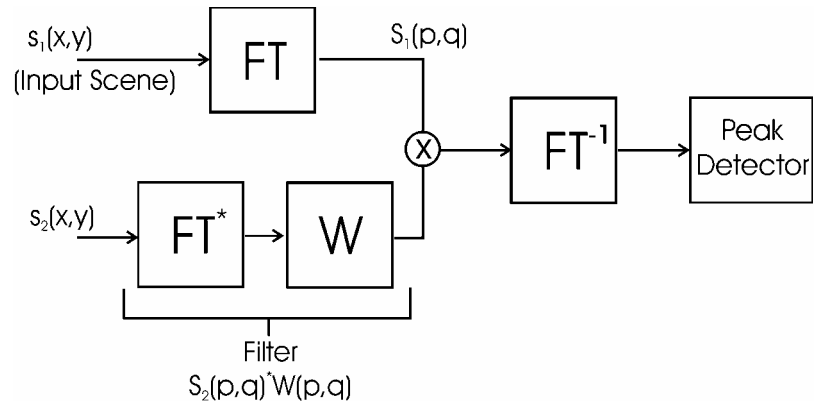 s₁(x,y)
(Input Scene)
FT
S₁(p,q)
X
FT⁻¹
Peak
Detector
s₂(x,y)
FT*
W
Filter
S₂(p,q)*W(p,q)